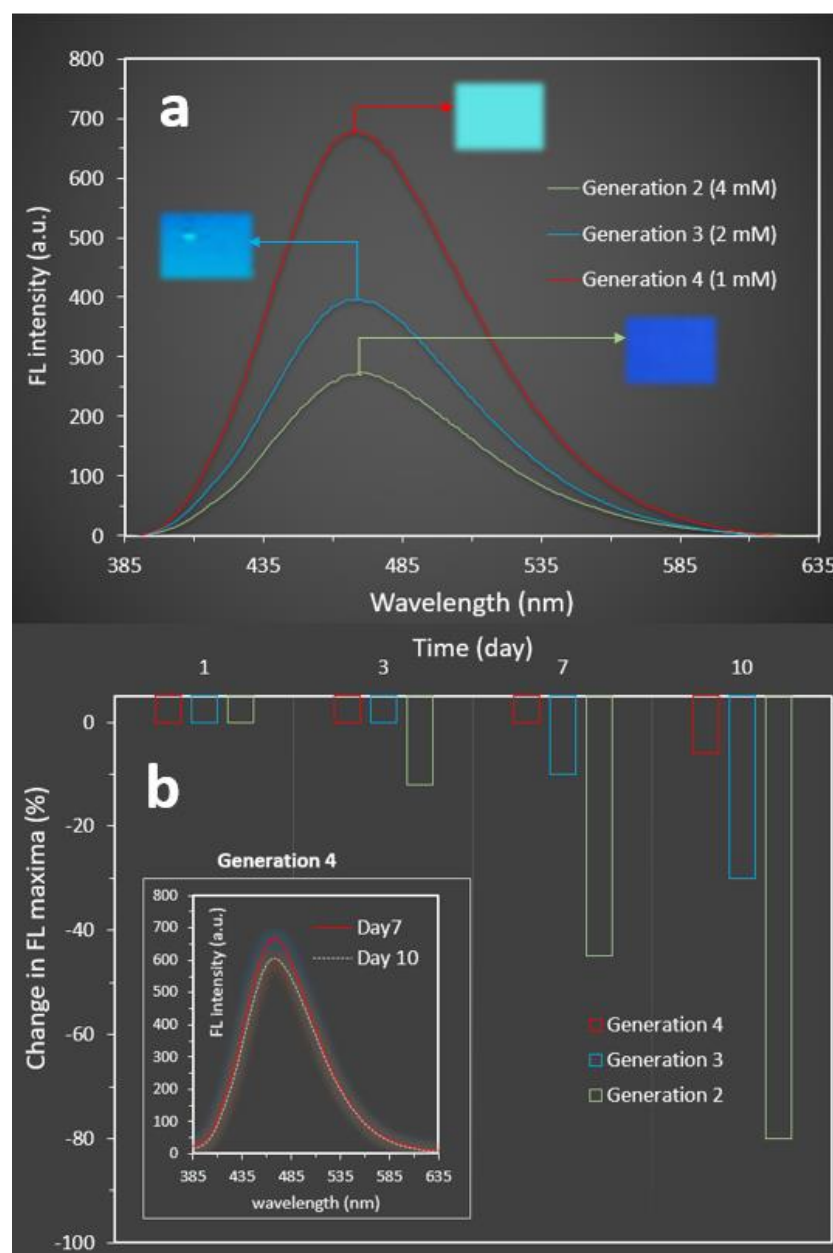 a
800
700
600
500
400
300
200
100
0
FL intensity (a.u.)
Generation 2 (4 mM)
Generation 3 (2 mM)
Generation 4 (1 mM)
385 435 485 535 585 635
Wavelength (nm)
Time (day)
1 3 7 10
b
0
-20
-40
-60
-80
-100
Change in FL maxima (%)
Generation 4
800
700
600
500
400
300
200
100
0
FL Intensity (a.u.)
Day7
Day 10
385 435 485 535 585 635
wavelength (nm)
Generation 4
Generation 3
Generation 2